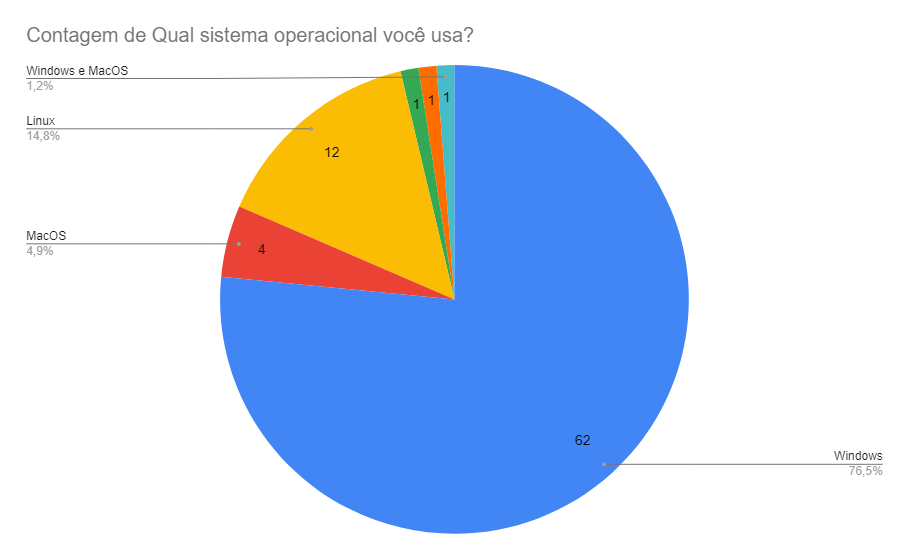 Contagem de Qual sistema operacional você usa?
Windows e MacOS
1,2%
Linux
14,8%
MacOS
4,9%
1
1
1
12
4
62
Windows
76,5%